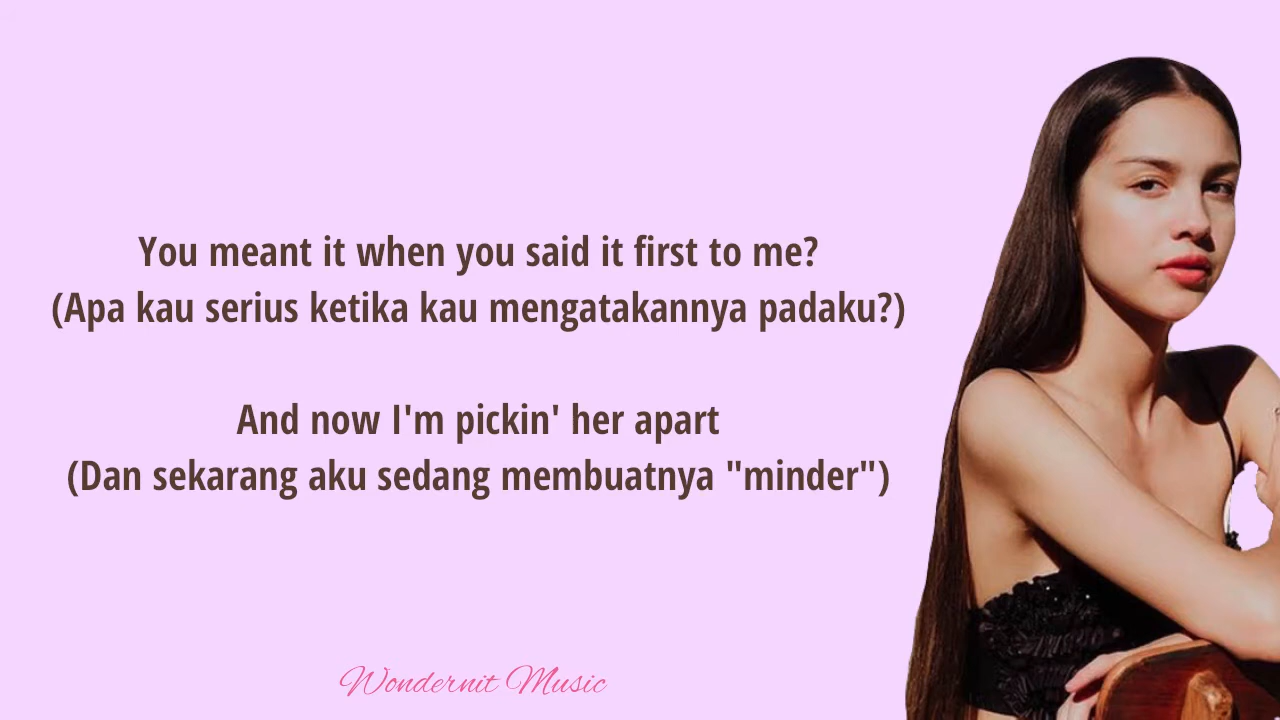 You meant it when you said it first to me?
(Apa kau serius ketika kau mengatakannya padaku?)
And now I'm pickin' her apart
(Dan sekarang aku sedang membuatnya "minder")
Wondernit Music